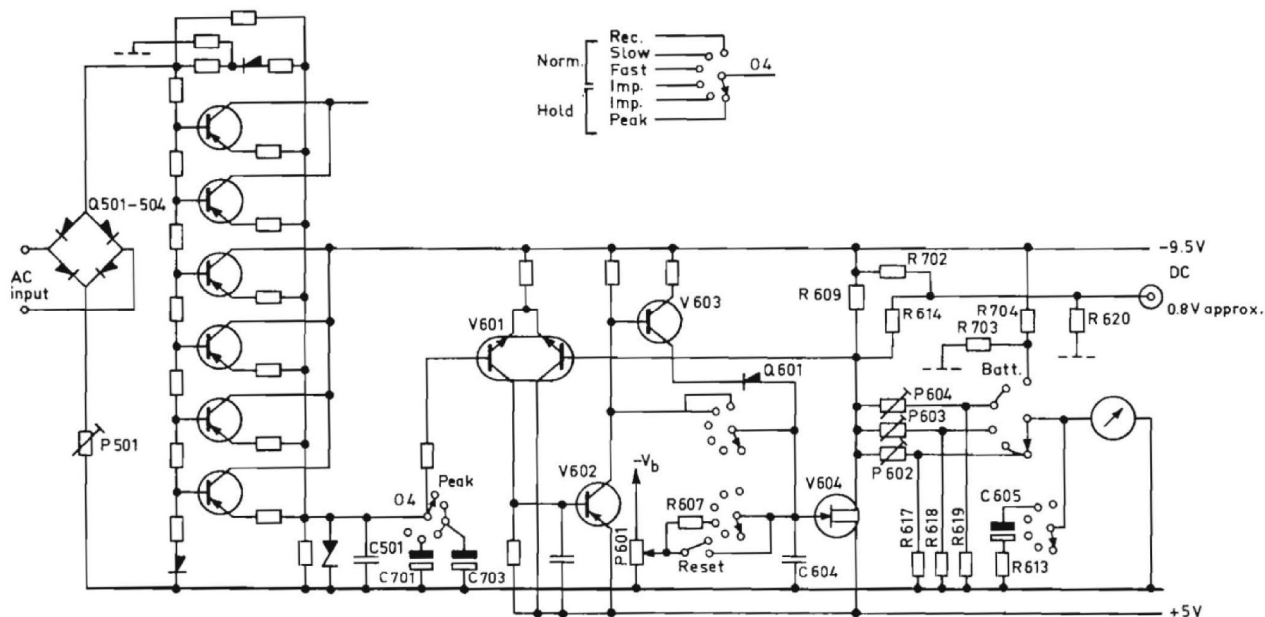 Rec.
Norm.
Slow
Fast
Imp.
Hold
Imp.
Peak
O4
Q501-504
AC
input
P501
-9.5V
DC
0.8V approx.
R702
R609
R614
R704
R703
R620
V601
V603
Q601
Batt.
P604
P603
P602
V602
-Vb
V604
Peak
O4
C501
C701
C703
P601
R607
Reset
C604
R617
R618
R619
C605
R613
+5V